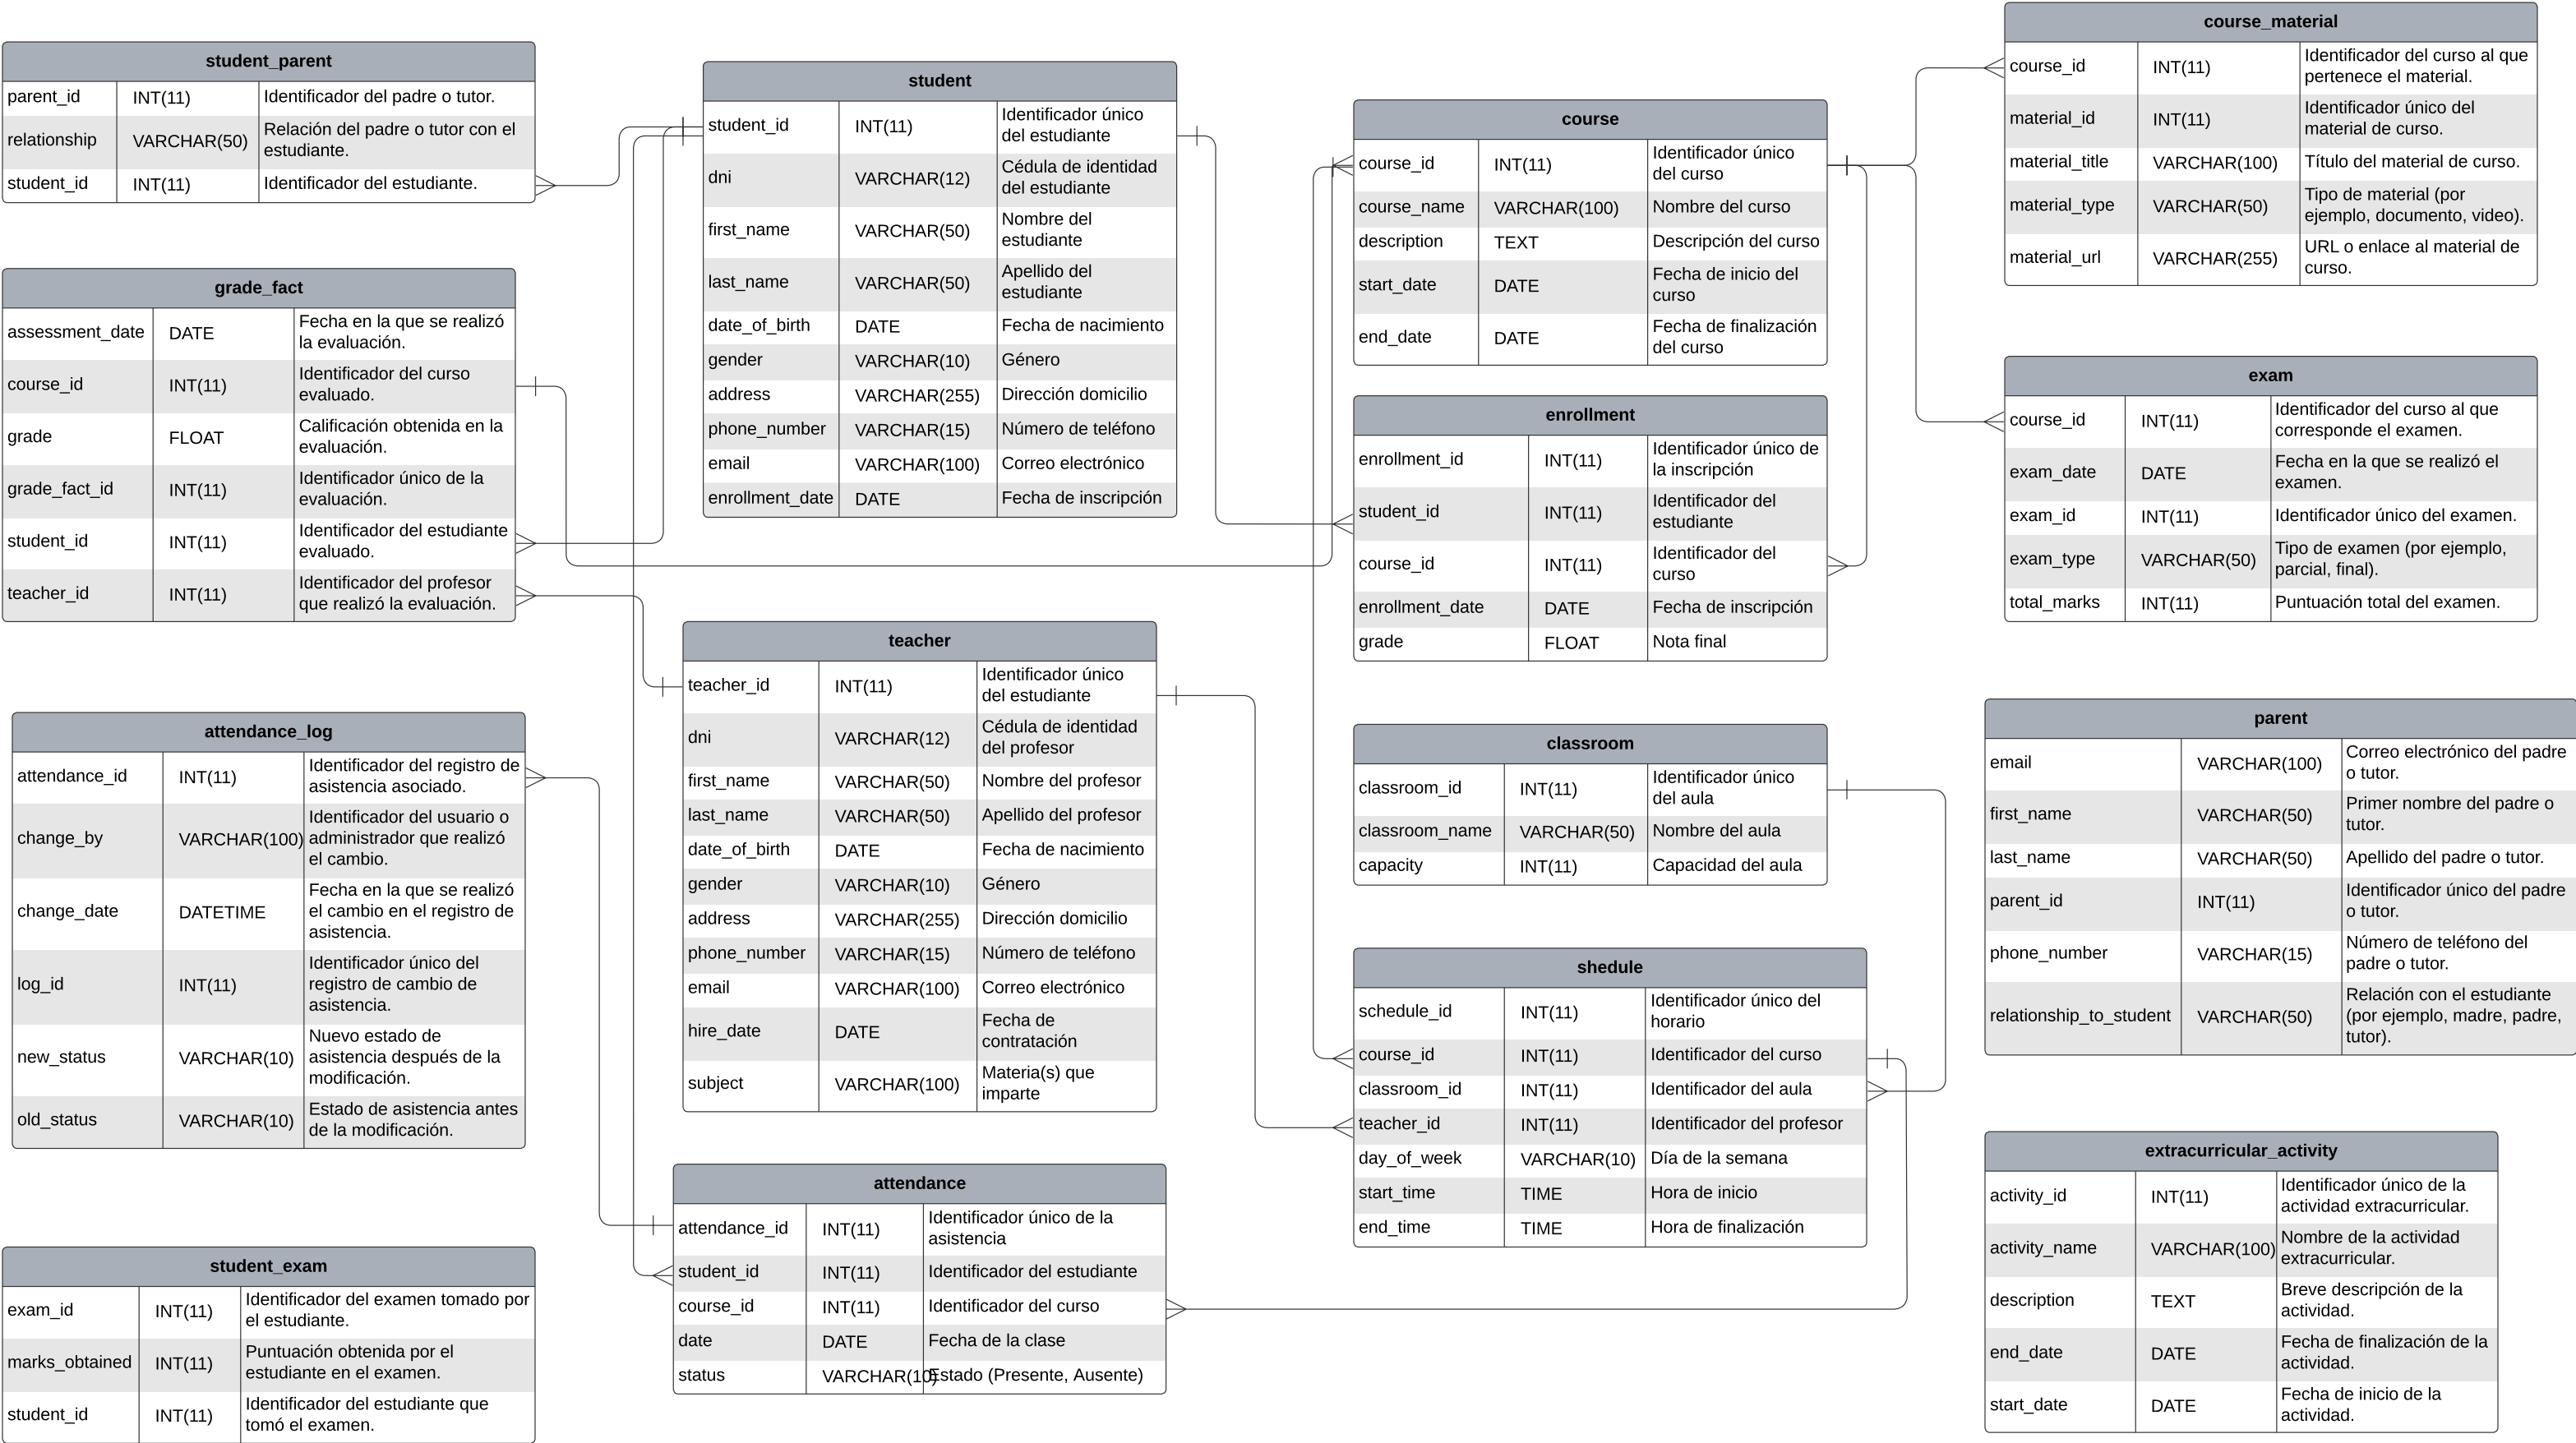 student_parent
parent_id INT(11) Identificador del padre o tutor.
relationship VARCHAR(50) Relación del padre o tutor con el
estudiante.
student_id INT(11) Identificador del estudiante.
grade_fact
assessment_date DATE Fecha en la que se realizó
la evaluación.
course_id INT(11) Identificador del curso
evaluado.
grade FLOAT Calificación obtenida en la
evaluación.
grade_fact_id INT(11) Identificador único de la
evaluación.
student_id INT(11) Identificador del estudiante
evaluado.
teacher_id INT(11) Identificador del profesor
que realizó la evaluación.
attendance_log
attendance_id INT(11) Identificador del registro de
asistencia asociado.
change_by VARCHAR(100) Identificador del usuario o
administrador que realizó
el cambio.
change_date DATETIME Fecha en la que se realizó
el cambio en el registro de
asistencia.
log_id INT(11) Identificador único del
registro de cambio de
asistencia.
new_status VARCHAR(10) Nuevo estado de
asistencia después de la
modificación.
old_status VARCHAR(10) Estado de asistencia antes
de la modificación.
student_exam
exam_id INT(11) Identificador del examen tomado por
el estudiante.
marks_obtained INT(11) Puntuación obtenida por el
estudiante en el examen.
student_id INT(11) Identificador del estudiante que
tomó el examen.
student
student_id INT(11) Identificador único
del estudiante
dni VARCHAR(12) Cédula de identidad
del estudiante
first_name VARCHAR(50) Nombre del
estudiante
last_name VARCHAR(50) Apellido del
estudiante
date_of_birth DATE Fecha de nacimiento
gender VARCHAR(10) Género
address VARCHAR(255) Dirección domicilio
phone_number VARCHAR(15) Número de teléfono
email VARCHAR(100) Correo electrónico
enrollment_date DATE Fecha de inscripción
teacher
teacher_id INT(11) Identificador único
del estudiante
dni VARCHAR(12) Cédula de identidad
del profesor
first_name VARCHAR(50) Nombre del profesor
last_name VARCHAR(50) Apellido del profesor
date_of_birth DATE Fecha de nacimiento
gender VARCHAR(10) Género
address VARCHAR(255) Dirección domicilio
phone_number VARCHAR(15) Número de teléfono
email VARCHAR(100) Correo electrónico
hire_date DATE Fecha de
contratación
subject VARCHAR(100) Materia(s) que
imparte
attendance
attendance_id INT(11) Identificador único de la
asistencia
student_id INT(11) Identificador del estudiante
course_id INT(11) Identificador del curso
date DATE Fecha de la clase
status VARCHAR(10) Estado (Presente, Ausente)
course
course_id INT(11) Identificador único
del curso
course_name VARCHAR(100) Nombre del curso
description TEXT Descripción del curso
start_date DATE Fecha de inicio del
curso
end_date DATE Fecha de finalización
del curso
enrollment
enrollment_id INT(11) Identificador único de
la inscripción
student_id INT(11) Identificador del
estudiante
course_id INT(11) Identificador del
curso
enrollment_date DATE Fecha de inscripción
grade FLOAT Nota final
classroom
classroom_id INT(11) Identificador único
del aula
classroom_name VARCHAR(50) Nombre del aula
capacity INT(11) Capacidad del aula
shedule
schedule_id INT(11) Identificador único del
horario
course_id INT(11) Identificador del curso
classroom_id INT(11) Identificador del aula
teacher_id INT(11) Identificador del profesor
day_of_week VARCHAR(10) Día de la semana
start_time TIME Hora de inicio
end_time TIME Hora de finalización
course_material
course_id INT(11) Identificador del curso al que
pertenece el material.
material_id INT(11) Identificador único del
material de curso.
material_title VARCHAR(100) Título del material de curso.
material_type VARCHAR(50) Tipo de material (por
ejemplo, documento, video).
material_url VARCHAR(255) URL o enlace al material de
curso.
exam
course_id INT(11) Identificador del curso al que
corresponde el examen.
exam_date DATE Fecha en la que se realizó el
examen.
exam_id INT(11) Identificador único del examen.
exam_type VARCHAR(50) Tipo de examen (por ejemplo,
parcial, final).
total_marks INT(11) Puntuación total del examen.
parent
email VARCHAR(100) Correo electrónico del padre
o tutor.
first_name VARCHAR(50) Primer nombre del padre o
tutor.
last_name VARCHAR(50) Apellido del padre o tutor.
parent_id INT(11) Identificador único del padre
o tutor.
phone_number VARCHAR(15) Número de teléfono del
padre o tutor.
relationship_to_student VARCHAR(50) Relación con el estudiante
(por ejemplo, madre, padre,
tutor).
extracurricular_activity
activity_id INT(11) Identificador único de la
actividad extracurricular.
activity_name VARCHAR(100) Nombre de la actividad
extracurricular.
description TEXT Breve descripción de la
actividad.
end_date DATE Fecha de finalización de la
actividad.
start_date DATE Fecha de inicio de la
actividad.